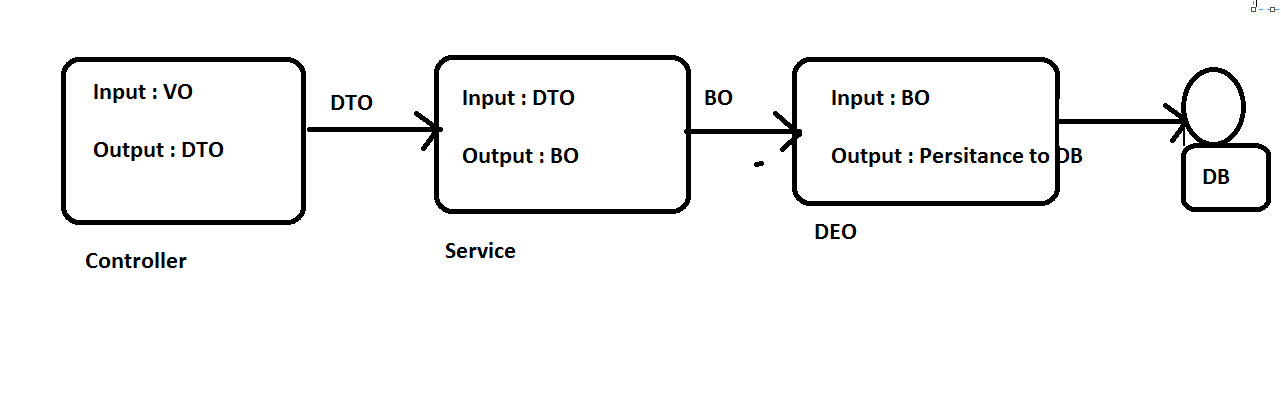 Input : VO
Output : DTO
Controller
DTO
Input : DTO
Output : BO
Service
BO
Input : BO
Output : Persitance to DB
DEO
DB